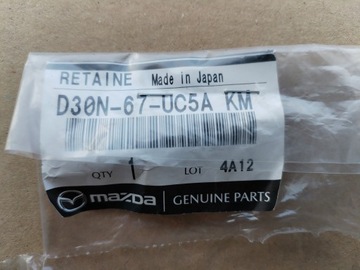 RETAINE Made in Japan
D30N-67-UC5A KM
QTY 1 LOT 4A12
mazda GENUINE PARTS